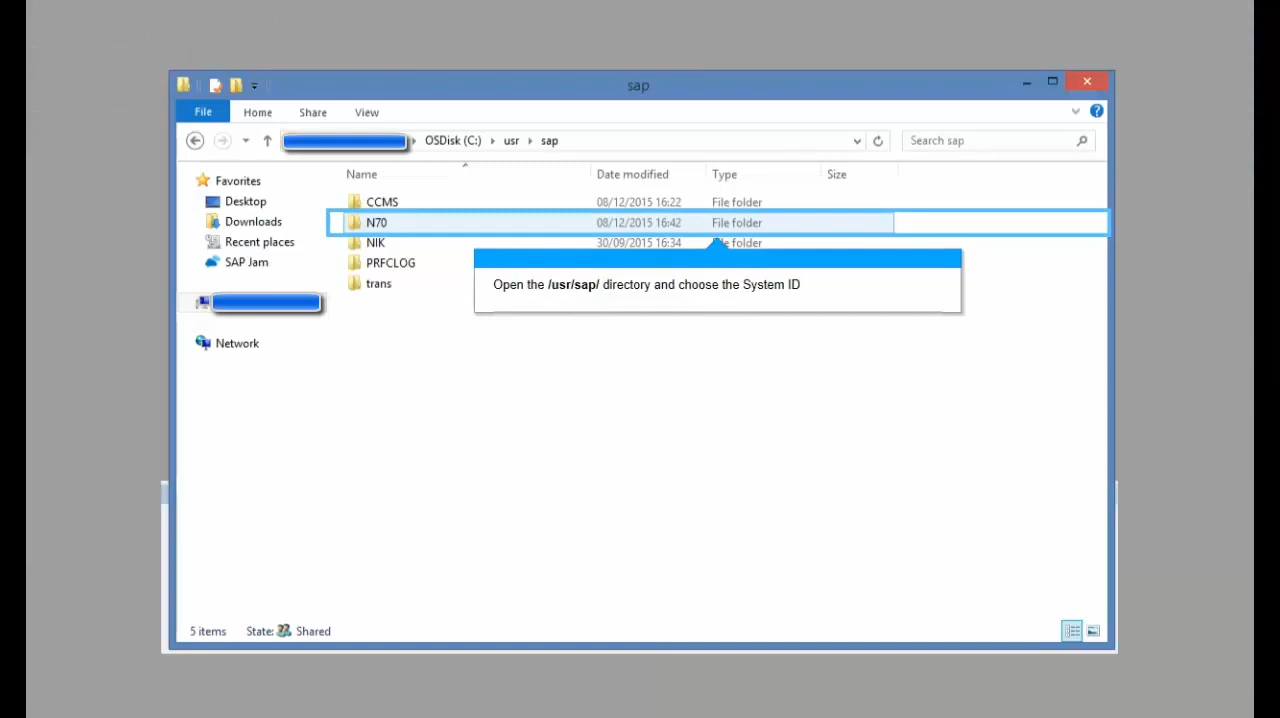 sap
File Home Share View
OSDisk (C:) usr sap
Search sap
Name Date modified Type Size
Favorites
Desktop
Downloads
Recent places
SAP Jam
Network
CCMS 08/12/2015 16:22 File folder
N70 08/12/2015 16:42 File folder
NIK 30/09/2015 16:34 File folder
PRFCLOG
trans
Open the /usr/sap/ directory and choose the System ID
5 items State: Shared